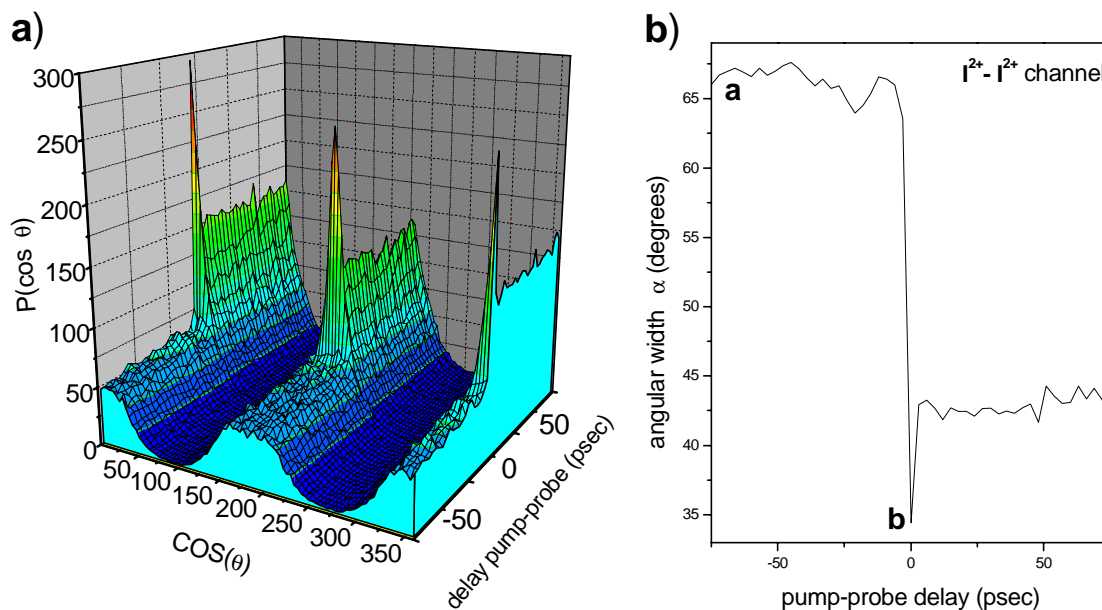 a)
300
250
200
150
100
50
0
P(cos θ)
50
100
150
200
250
300
350
COS(θ)
-50
0
50
delay pump-probe (psec)
b)
I²⁺- I²⁺ channel
a
b
65
60
55
50
45
40
35
angular width α (degrees)
-50
0
50
pump-probe delay (psec)